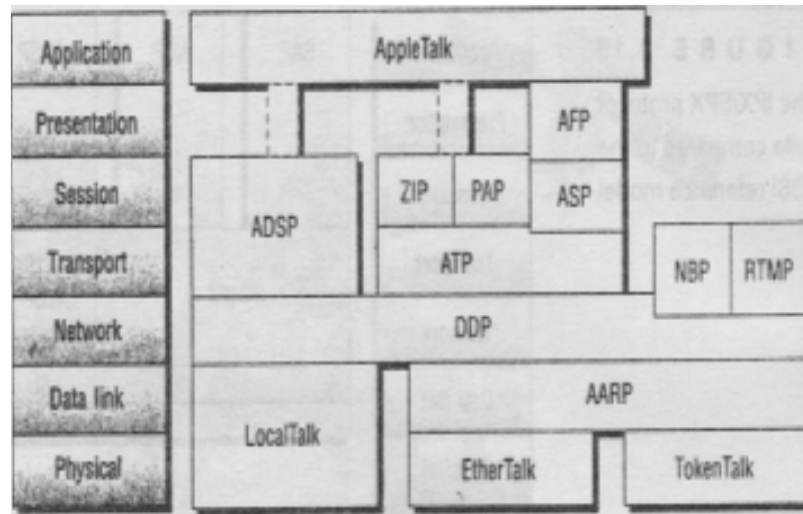 Application
AppleTalk
Presentation
AFP
Session
ZIP
PAP
ASP
ADSP
Transport
ATP
NBP
RTMP
Network
DDP
Data link
AARP
LocalTalk
Physical
EtherTalk
TokenTalk